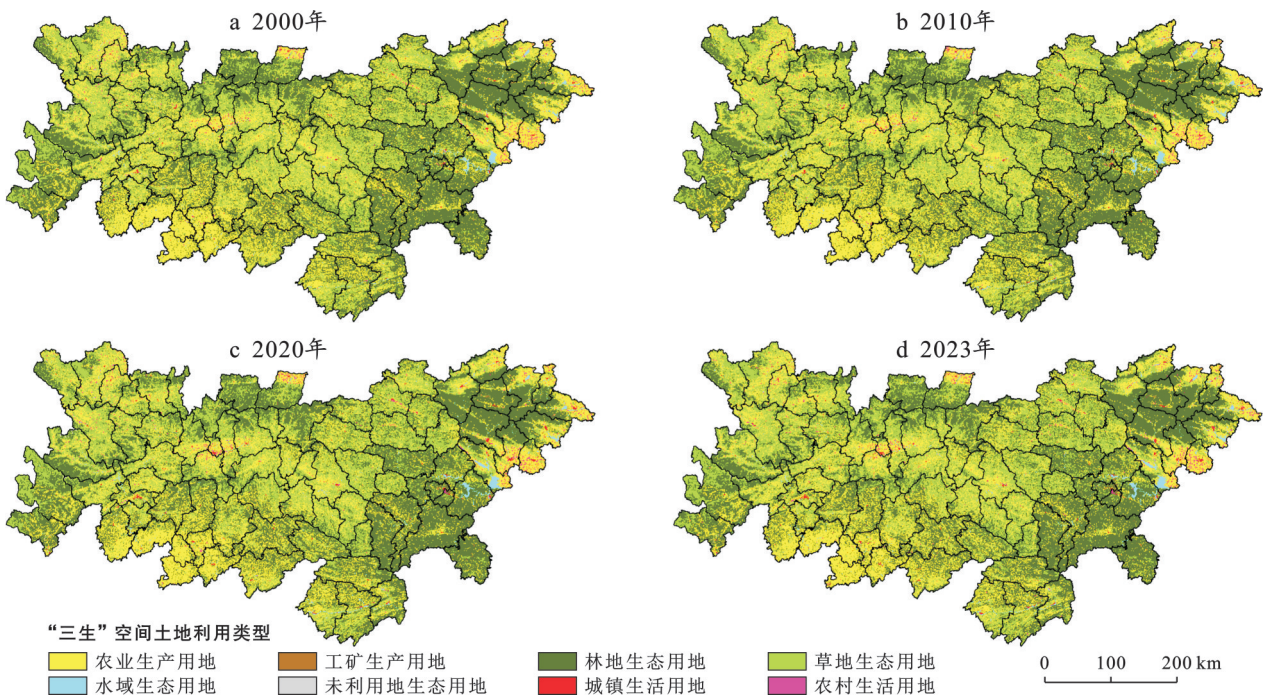 a 2000年
b 2010年
c 2020年
d 2023年
“三生”空间土地利用类型
农业生产用地 工矿生产用地 林地生态用地 草地生态用地
水域生态用地 未利用地生态用地 城镇生活用地 农村生活用地
0 100 200 km